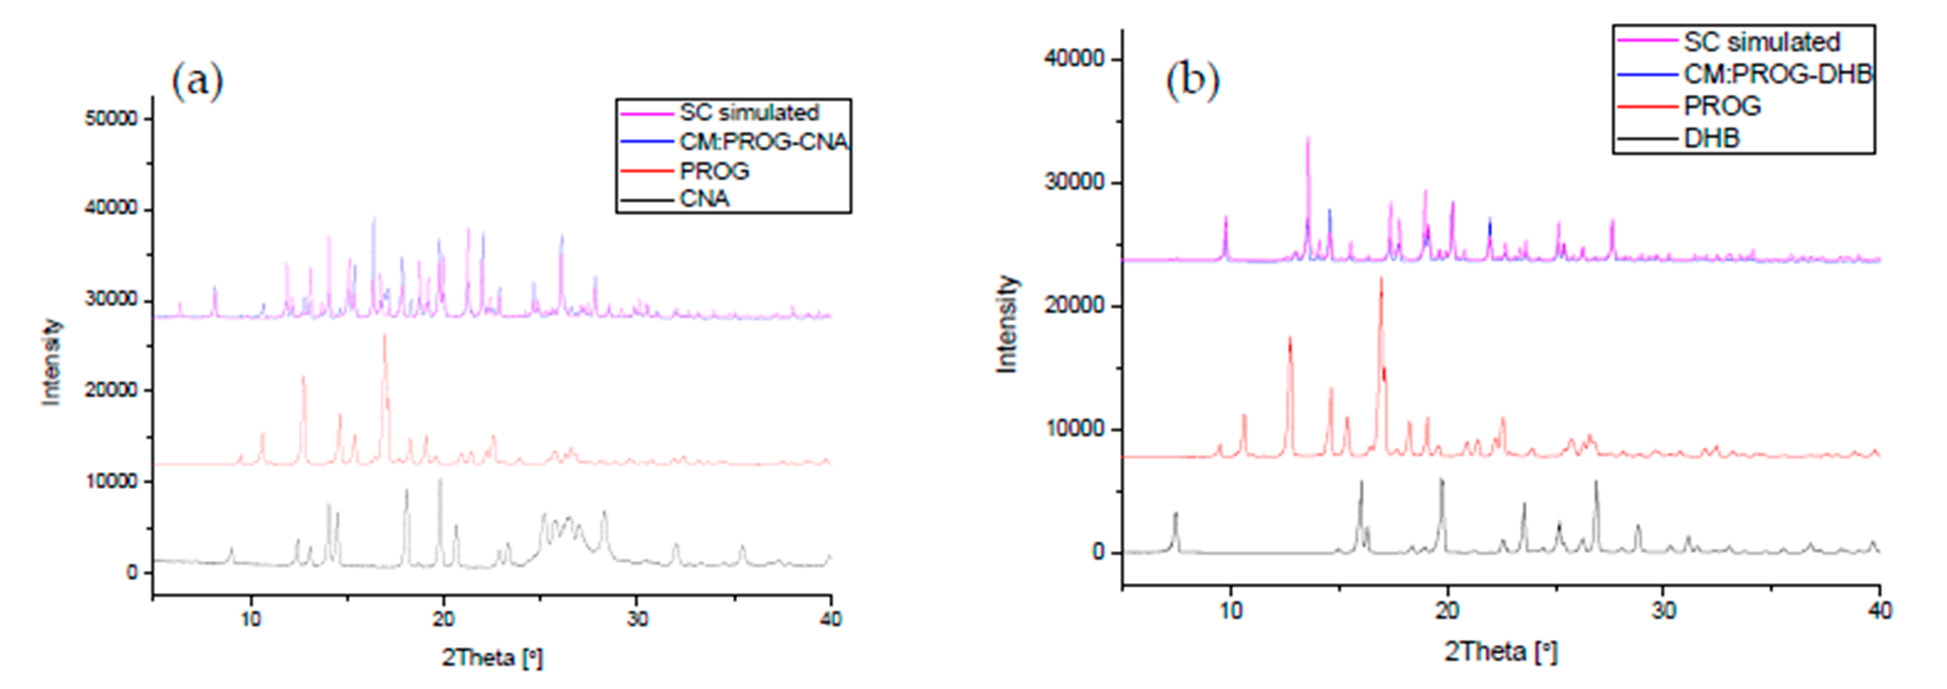 (a)
SC simulated
CM:PROG-CNA
PROG
CNA
50000
40000
30000
20000
10000
0
Intensity
10 20 30 40
2Theta [°]
(b)
SC simulated
CM:PROG-DHB
PROG
DHB
40000
30000
20000
10000
0
Intensity
10 20 30 40
2Theta [°]